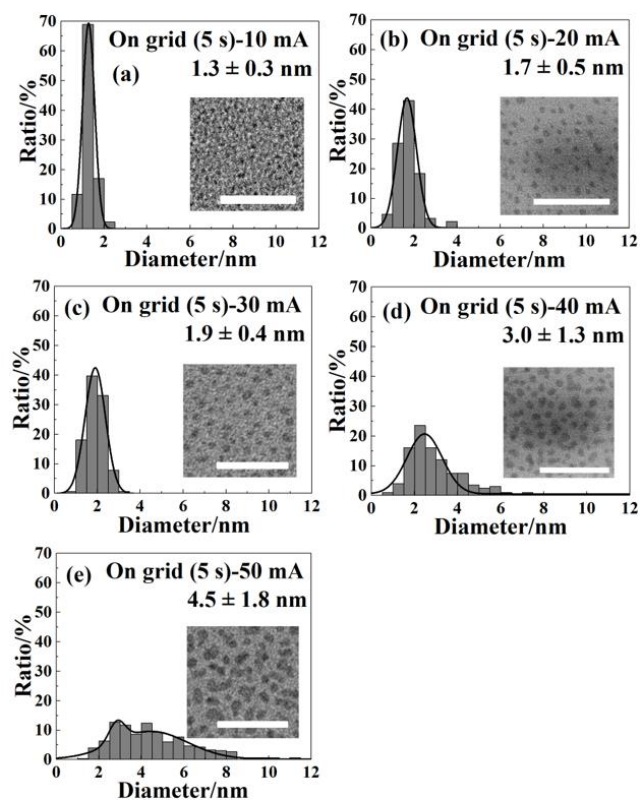 On grid (5 s)-10 mA
(a)
1.3 ± 0.3 nm
Ratio/%
70
60
50
40
30
20
10
0
0 2 4 6 8 10 12
Diameter/nm
(b) On grid (5 s)-20 mA
1.7 ± 0.5 nm
Ratio/%
70
60
50
40
30
20
10
0
0 2 4 6 8 10 12
Diameter/nm
(c) On grid (5 s)-30 mA
1.9 ± 0.4 nm
Ratio/%
70
60
50
40
30
20
10
0
0 2 4 6 8 10 12
Diameter/nm
(d) On grid (5 s)-40 mA
3.0 ± 1.3 nm
Ratio/%
70
60
50
40
30
20
10
0
0 2 4 6 8 10 12
Diameter/nm
(e) On grid (5 s)-50 mA
4.5 ± 1.8 nm
Ratio/%
70
60
50
40
30
20
10
0
0 2 4 6 8 10 12
Diameter/nm